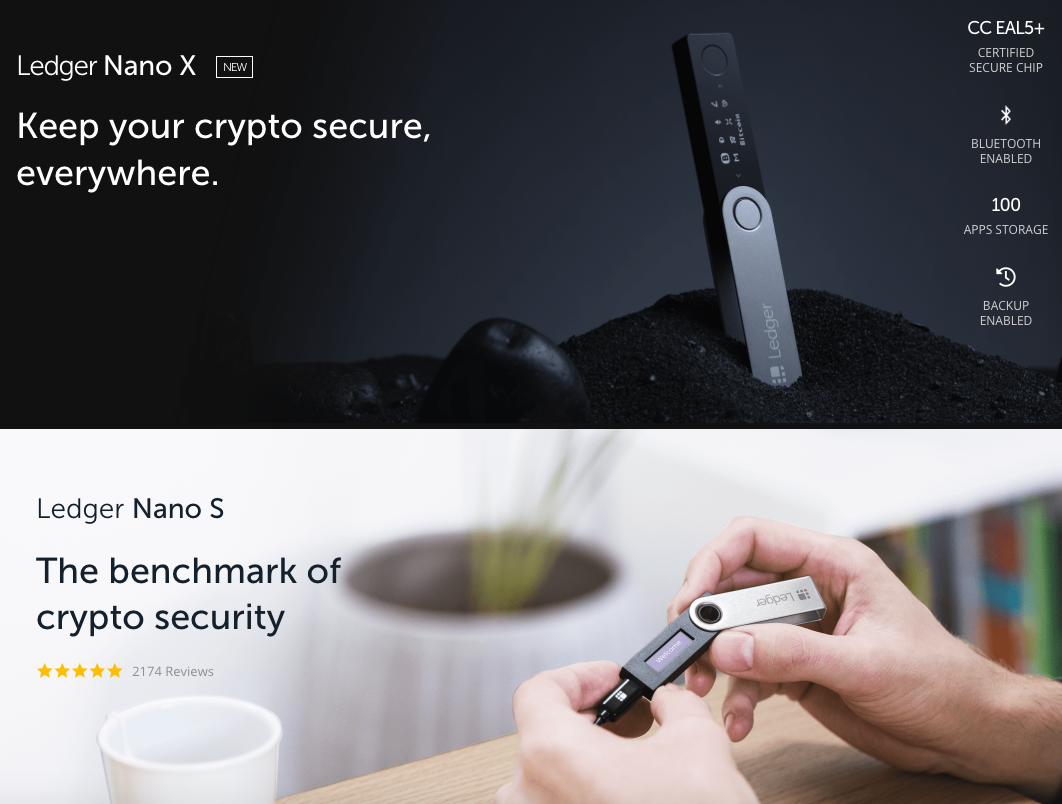 Ledger Nano X NEW
Keep your crypto secure,
everywhere.
CC EAL5+
CERTIFIED
SECURE CHIP
BLUETOOTH
ENABLED
100
APPS STORAGE
BACKUP
ENABLED
Bitcoin
Ledger
Ledger Nano S
The benchmark of
crypto security
2174 Reviews
Ledger
Welcome